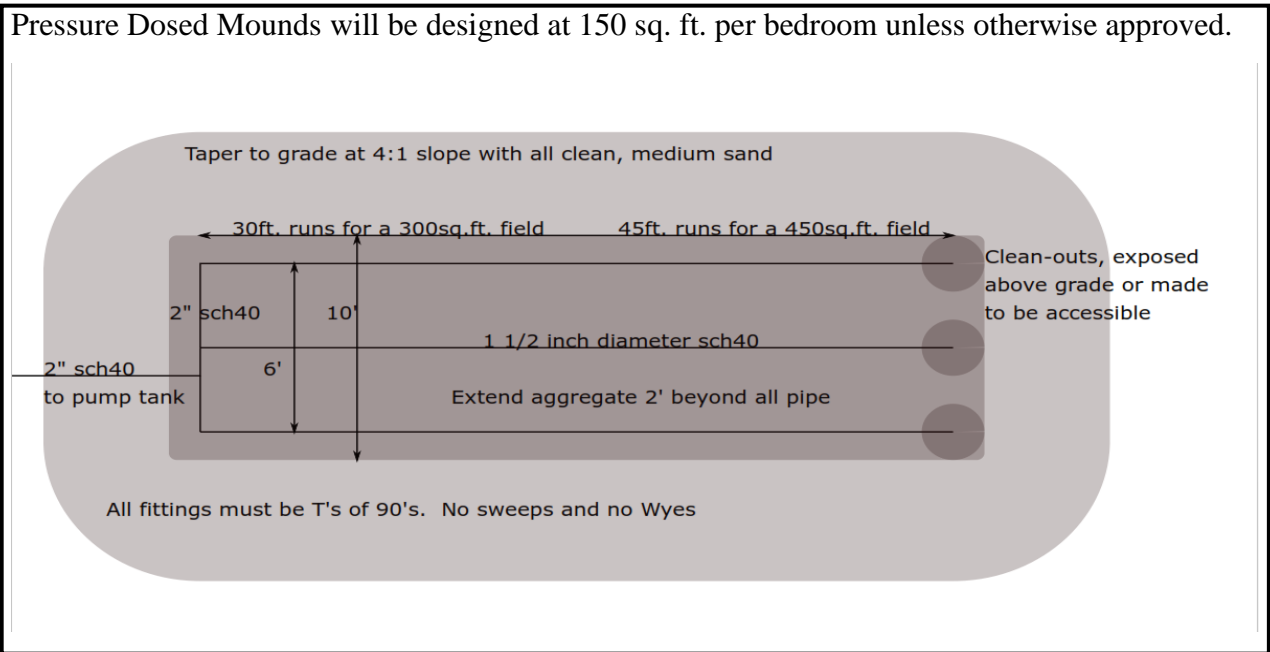 Pressure Dosed Mounds will be designed at 150 sq. ft. per bedroom unless otherwise approved.
Taper to grade at 4:1 slope with all clean, medium sand
30ft. runs for a 300sq.ft. field
45ft. runs for a 450sq.ft. field
Clean-outs, exposed
above grade or made
to be accessible
2" sch40
10'
1 1/2 inch diameter sch40
2" sch40
to pump tank
6'
Extend aggregate 2' beyond all pipe
All fittings must be T's of 90's. No sweeps and no Wyes